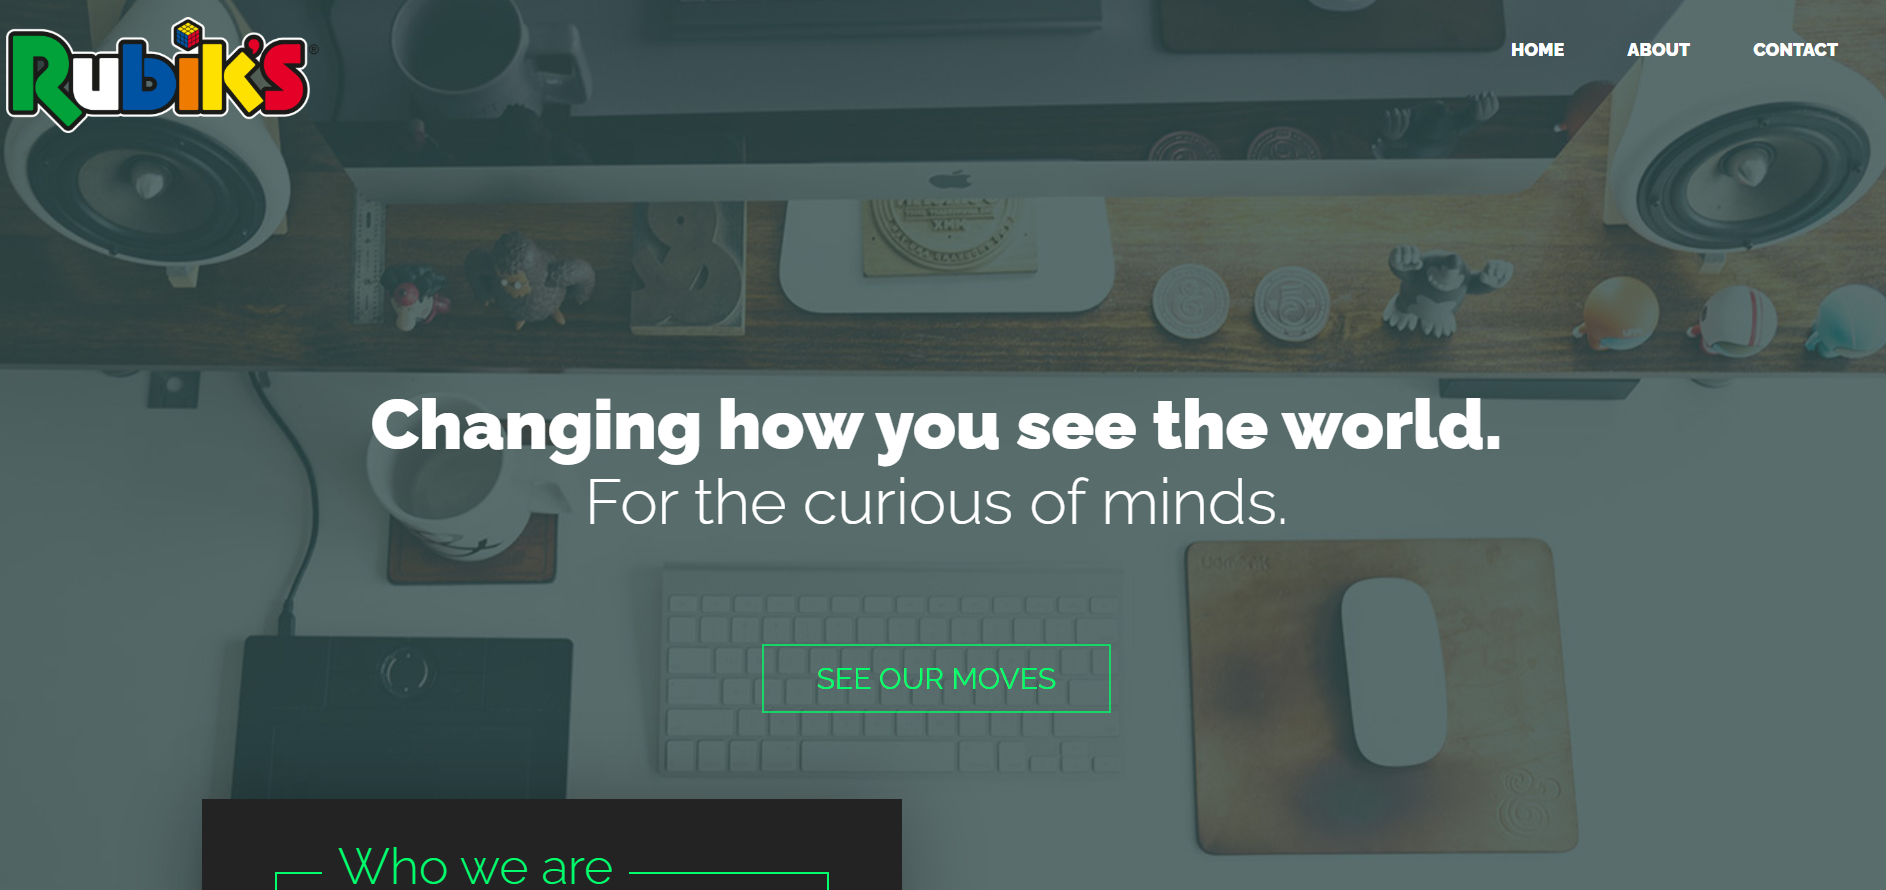 Rubik's®
HOME ABOUT CONTACT
Changing how you see the world.
For the curious of minds.
SEE OUR MOVES
Who we are